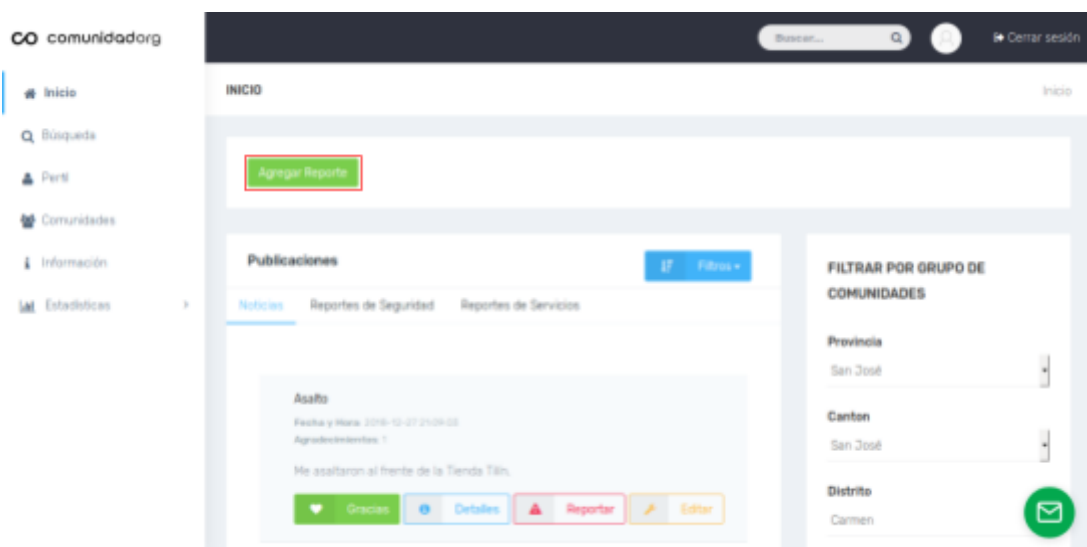 comunidadorg
Buscar...
Cerrar sesión
Inicio
INICIO
Inicio
Búsqueda
Perfil
Comunidades
Información
Estadísticas
Agregar Reporte
Publicaciones
Filtros
Noticias
Reportes de Seguridad
Reportes de Servicios
Asalto
Fecha y Hora:
Agradecimientos: 1
Me asaltaron al frente de la Tienda Tilín.
Gracias
Detalles
Reportar
Editar
FILTRAR POR GRUPO DE
COMUNIDADES
Provincia
San José
Canton
San José
Distrito
Carmen